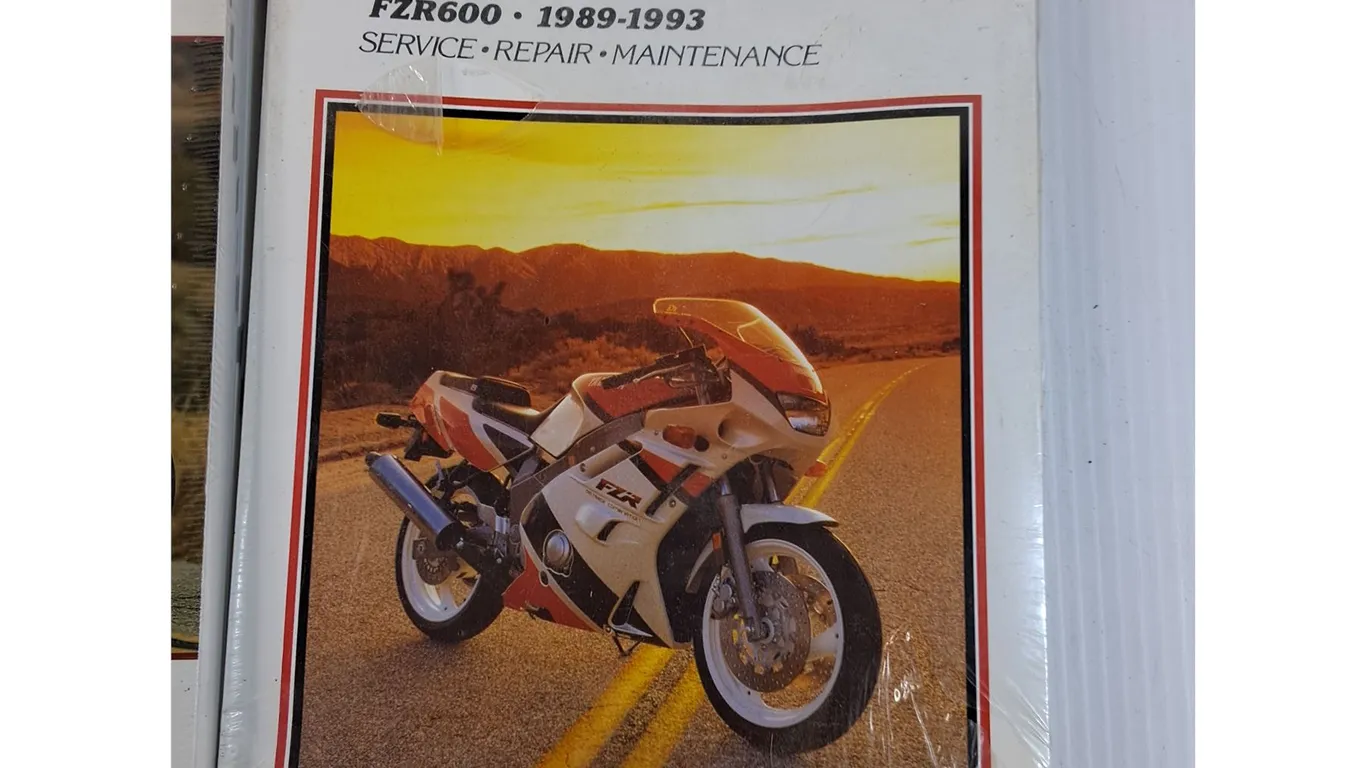 FZR600 • 1989-1993
SERVICE • REPAIR • MAINTENANCE
FZR